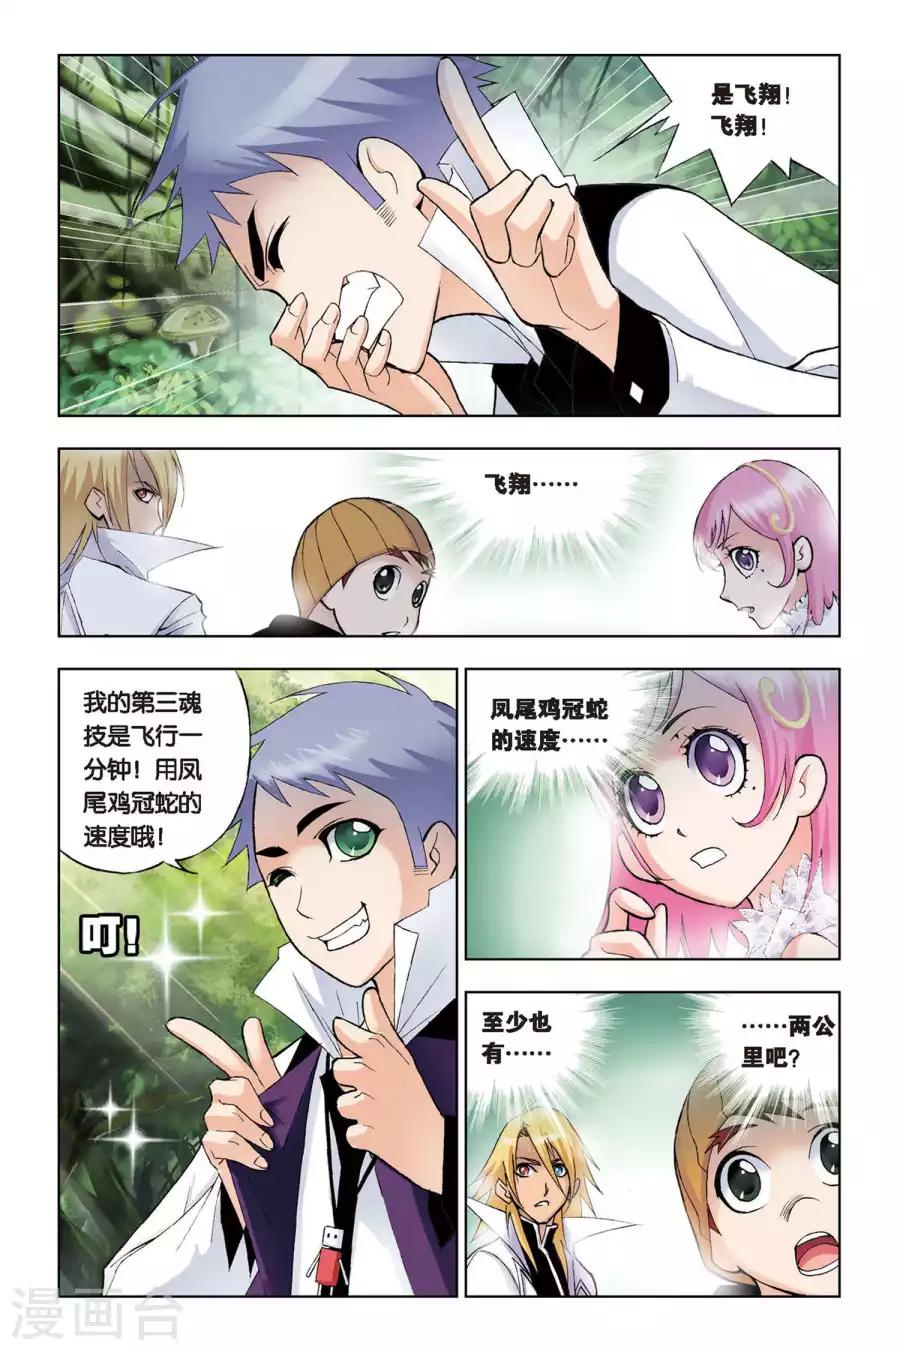 是飞翔！
飞翔！
飞翔……
我的第三魂
技是飞行一
分钟！用凤
尾鸡冠蛇的
速度哦！
叮！
凤尾鸡冠蛇
的速度……
至少也
有……
……两公
里吧？
漫画台